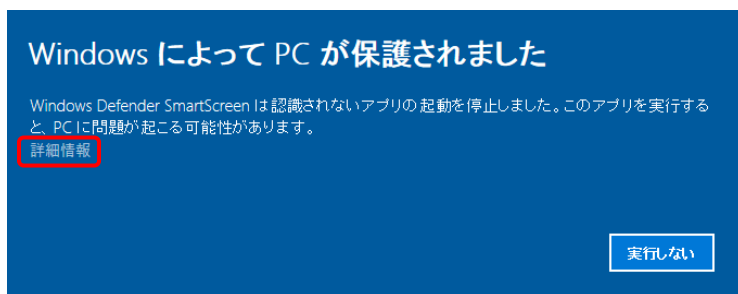 Windows によって PC が保護されました
Windows Defender SmartScreen は認識されないアプリの起動を停止しました。このアプリを実行する
と、PC に問題が起こる可能性があります。
詳細情報
実行しない